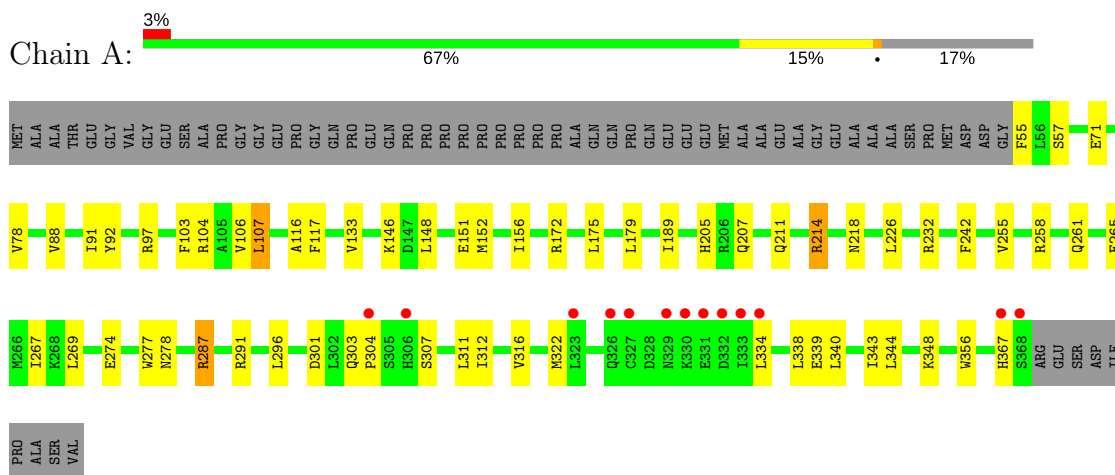 3%
Chain A:
67% 15% • 17%
MET ALA ALA THR GLU GLY VAL GLY GLU SER ALA PRO GLY GLY GLU PRO GLY GLN PRO GLU GLN PRO PRO PRO PRO PRO PRO PRO PRO ALA GLN GLN PRO GLN GLU GLU GLU MET ALA ALA GLU ALA GLY GLU ALA ALA ALA SER PRO MET ASP ASP GLY F55 L56 S57 E71
V78 V88 I91 Y92 R97 F103 R104 A105 V106 L107 A116 F117 V133 K146 D147 L148 E151 M152 I156 R172 L175 L179 I189 H205 R206 Q207 Q211 R214 N218 L226 R232 F242 V255 R258 Q261
M266 I267 K268 L269 E274 W277 N278 R287 R291 L296 D301 L302 Q303 P304 S305 H306 S307 L311 I312 V316 M322 L323 Q326 C327 D328 N329 K330 E331 D332 I333 L334 L338 E339 L340 I343 L344 K348 W356 H367 S368 ARG GLU SER ASP ILE
PRO ALA SER VAL